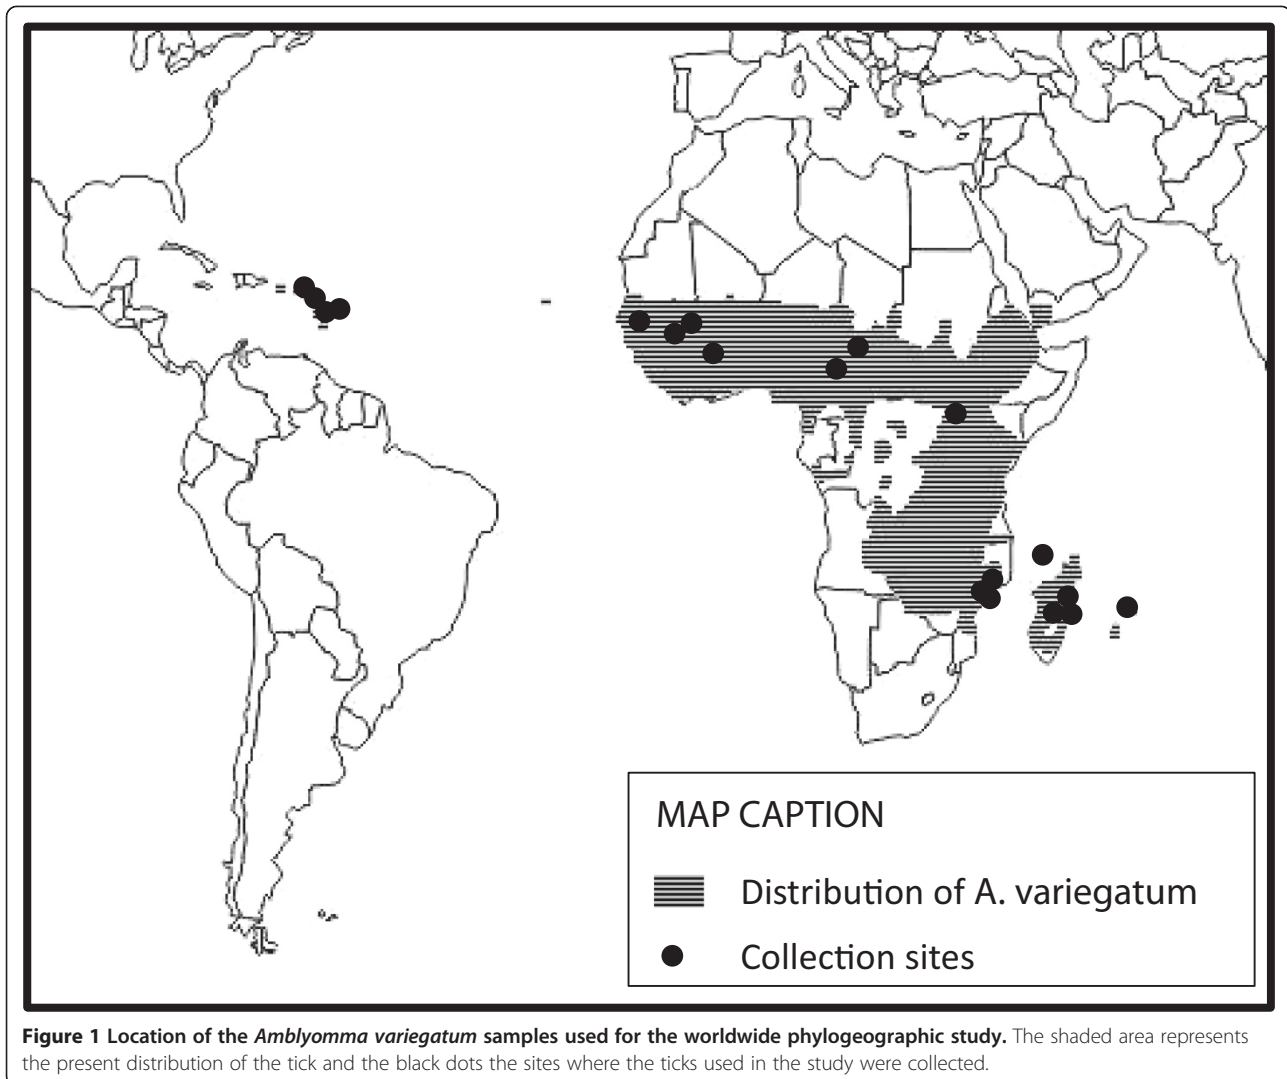 MAP CAPTION
Distribution of A. variegatum
Collection sites
Figure 1 Location of the Amblyomma variegatum samples used for the worldwide phylogeographic study. The shaded area represents
the present distribution of the tick and the black dots the sites where the ticks used in the study were collected.